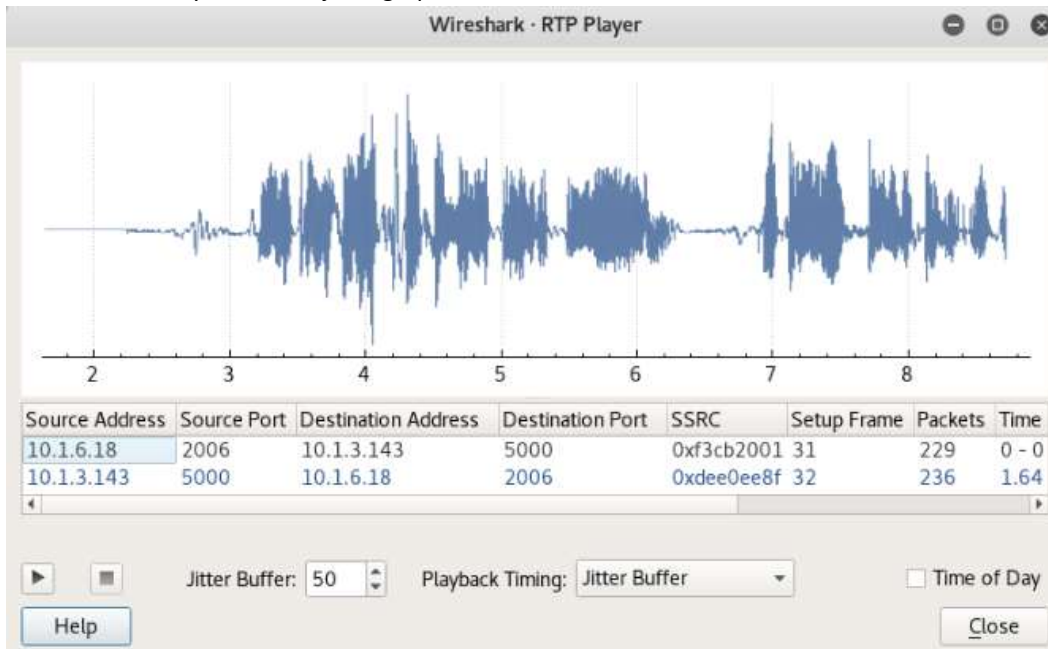 Wireshark · RTP Player
2 3 4 5 6 7 8
Source Address Source Port Destination Address Destination Port SSRC Setup Frame Packets Time
10.1.6.18 2006 10.1.3.143 5000 0xf3cb2001 31 229 0 - 0
10.1.3.143 5000 10.1.6.18 2006 0xdee0ee8f 32 236 1.64
Jitter Buffer: 50 Playback Timing: Jitter Buffer Time of Day
Help Close